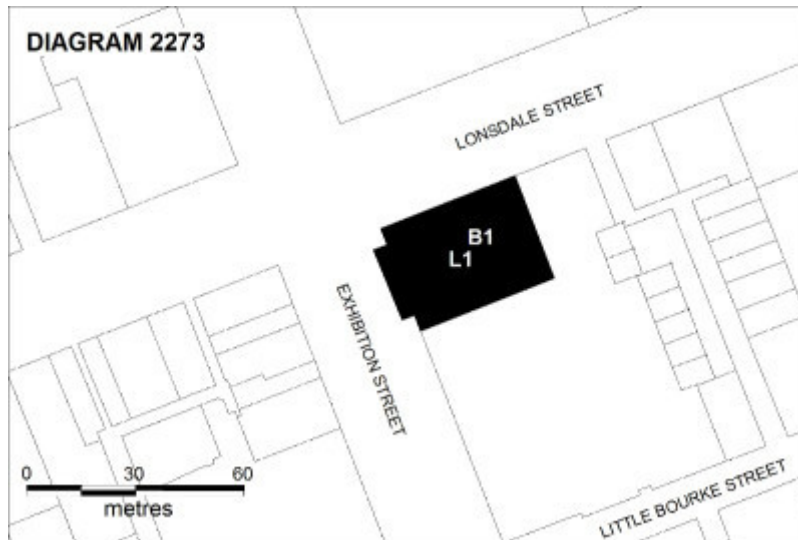 DIAGRAM 2273
LONSDALE STREET
B1
L1
EXHIBITION STREET
0 30 60
metres
LITTLE BOURKE STREET